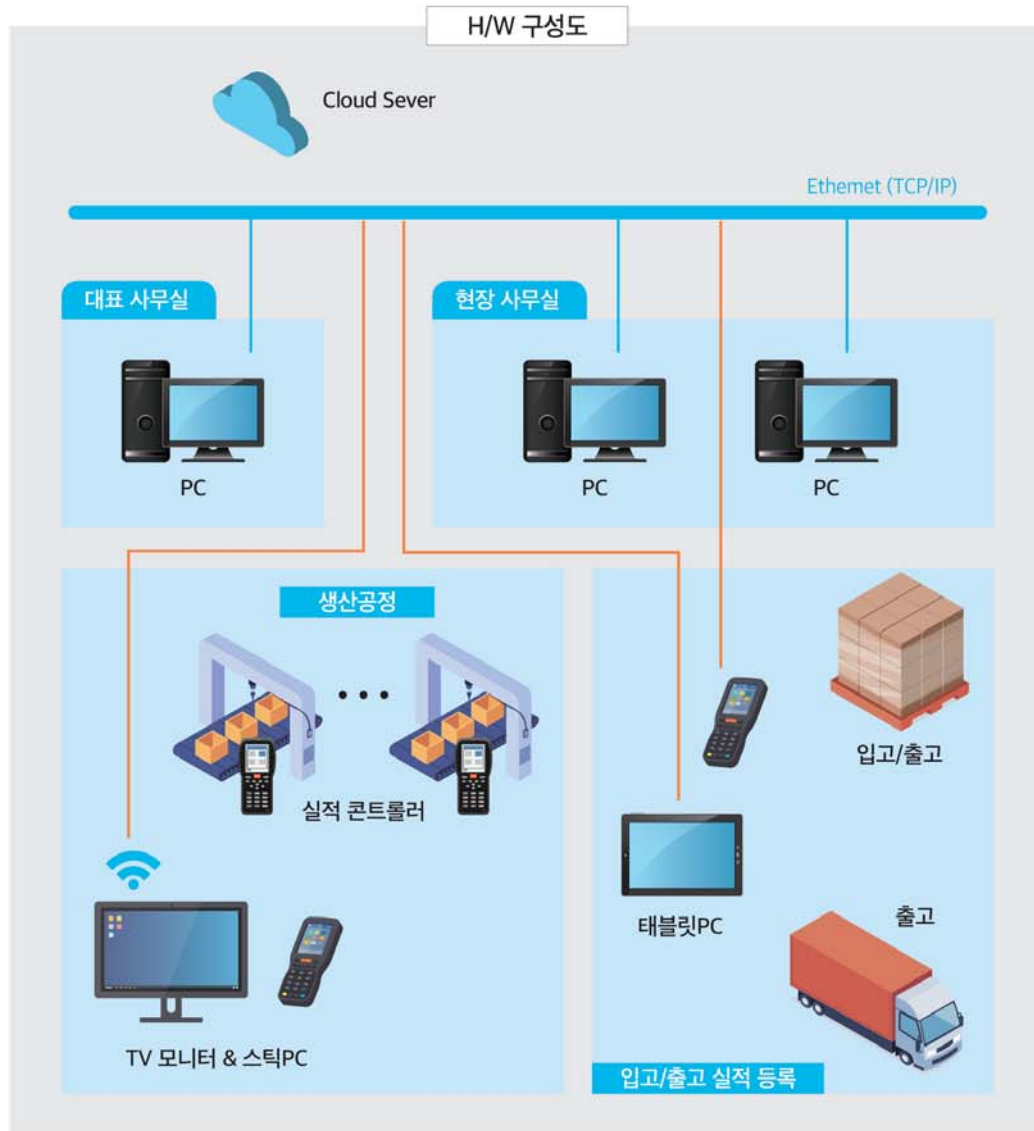 H/W 구성도
Cloud Sever
Ethemet (TCP/IP)
대표 사무실
현장 사무실
PC
PC
PC
생산공정
실적 콘트롤러
입고/출고
태블릿PC
출고
TV 모니터 & 스틱PC
입고/출고 실적 등록